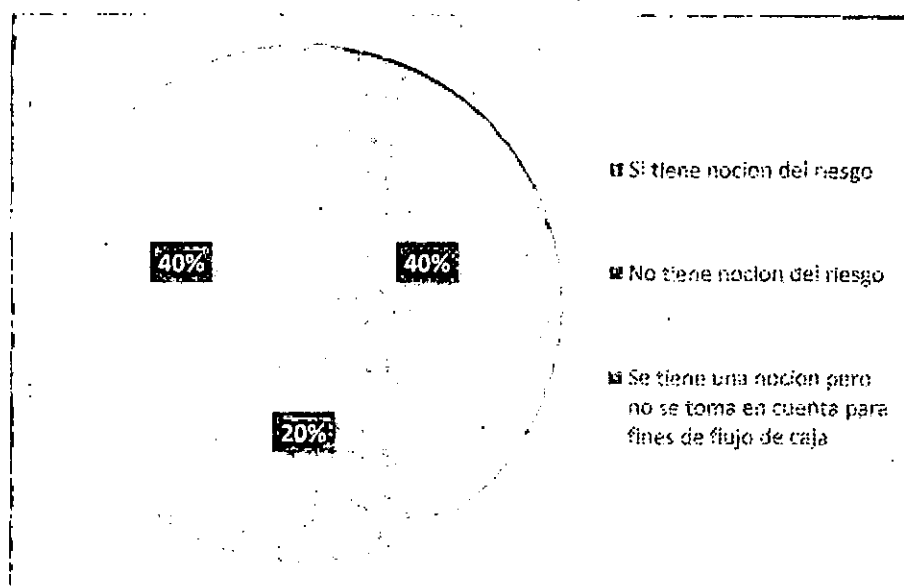 40%
40%
20%
Si tiene nocion del riesgo
No tiene nocion del riesgo
Se tiene una nocion pero
no se toma en cuenta para
fines de flujo de caja